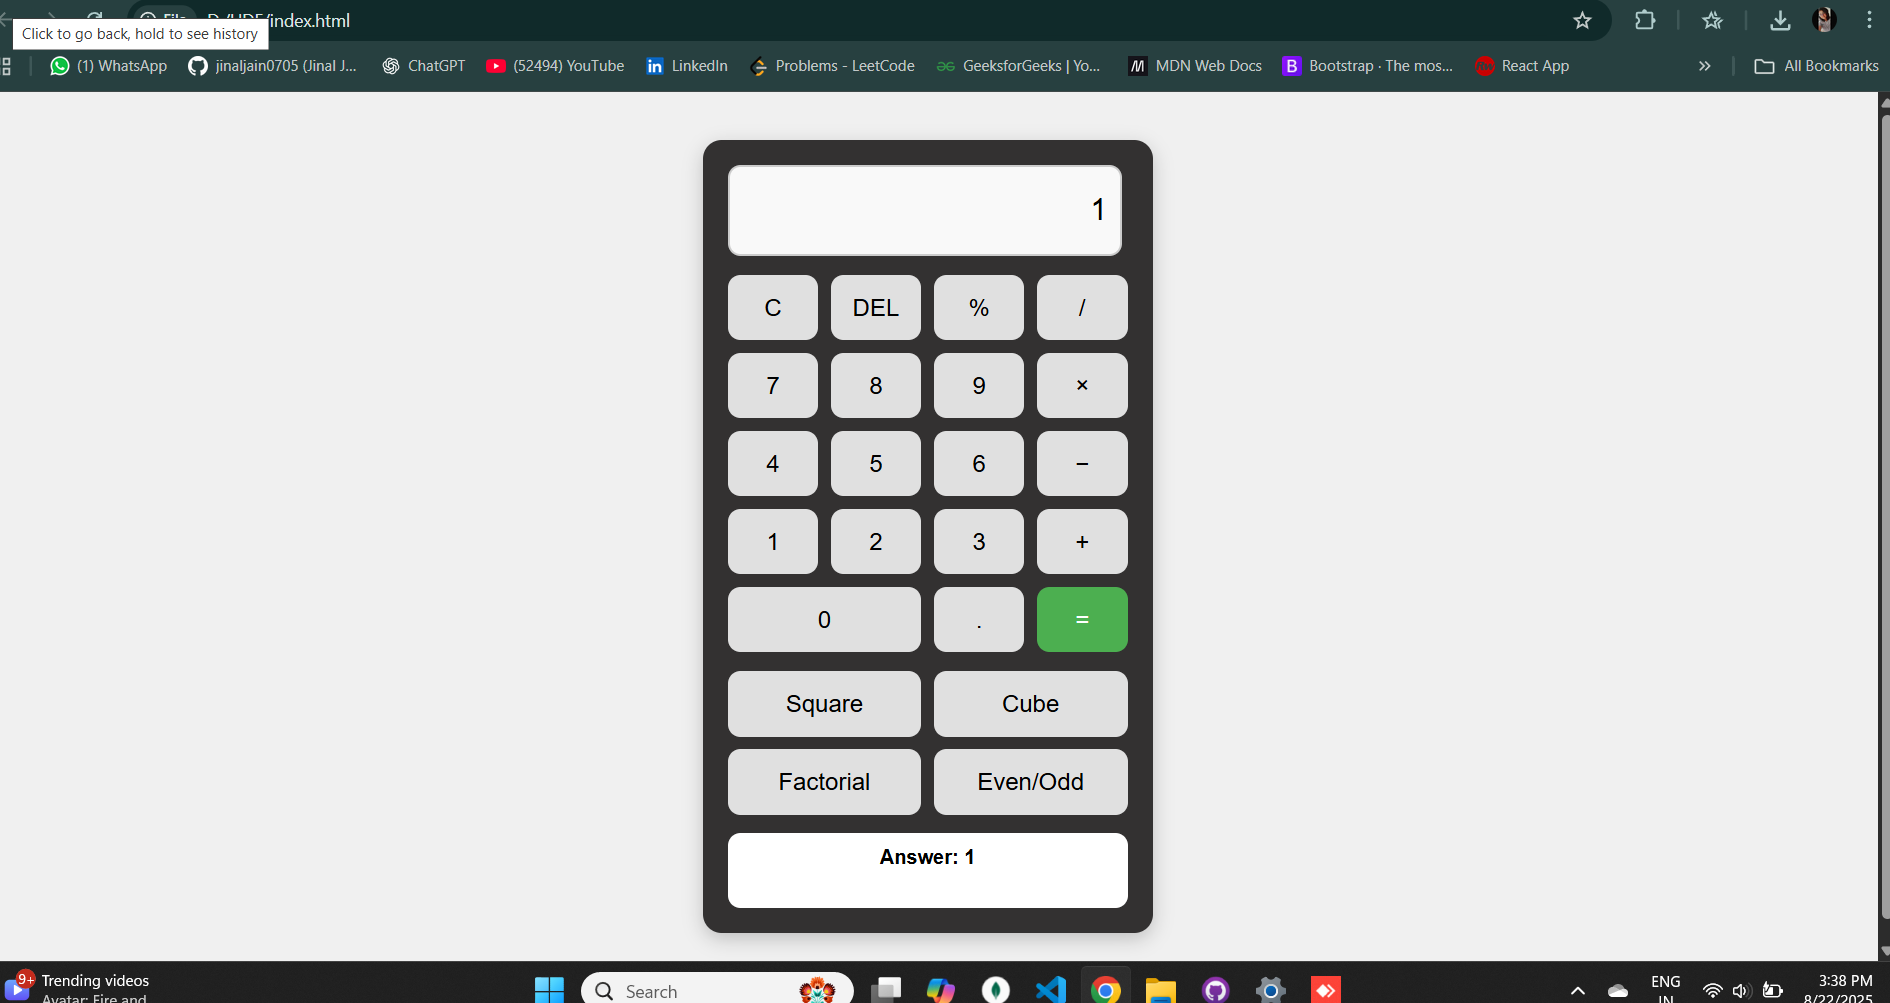 File /index.html
Click to go back, hold to see history
(1) WhatsApp jinaljain0705 (Jinal J... ChatGPT (52494) YouTube LinkedIn Problems - LeetCode GeeksforGeeks | Yo... MDN Web Docs Bootstrap · The mos... React App » All Bookmarks
1
C DEL % /
7 8 9 ×
4 5 6 −
1 2 3 +
0 . =
Square Cube
Factorial Even/Odd
Answer: 1
9+ Trending videos
Avatar: Fire and
Search
ENG
IN
3:38 PM
8/22/2025